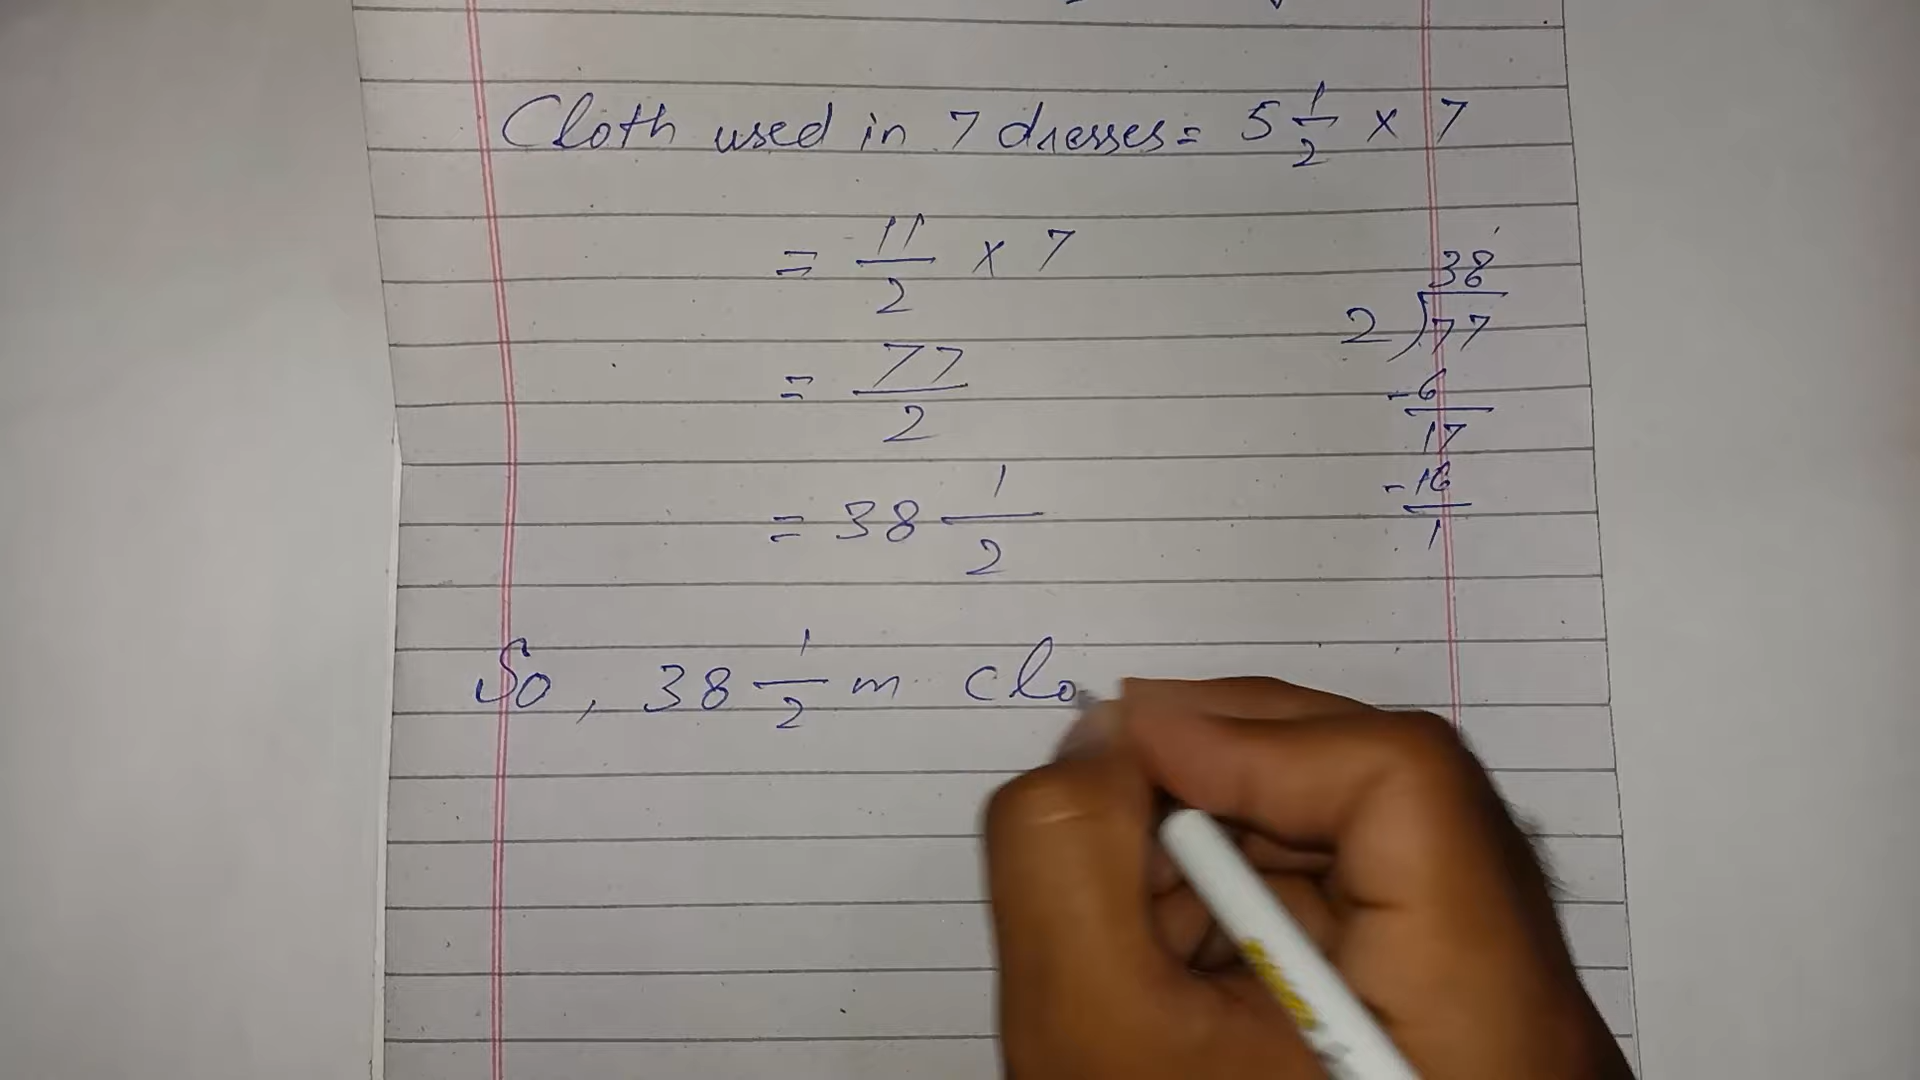 Cloth used in 7 dresses = 5 1/2 × 7
= 11/2 × 7
= 77/2
= 38 1/2
38
2 ) 77
-6
17
-16
1
So, 38 1/2 m Clo